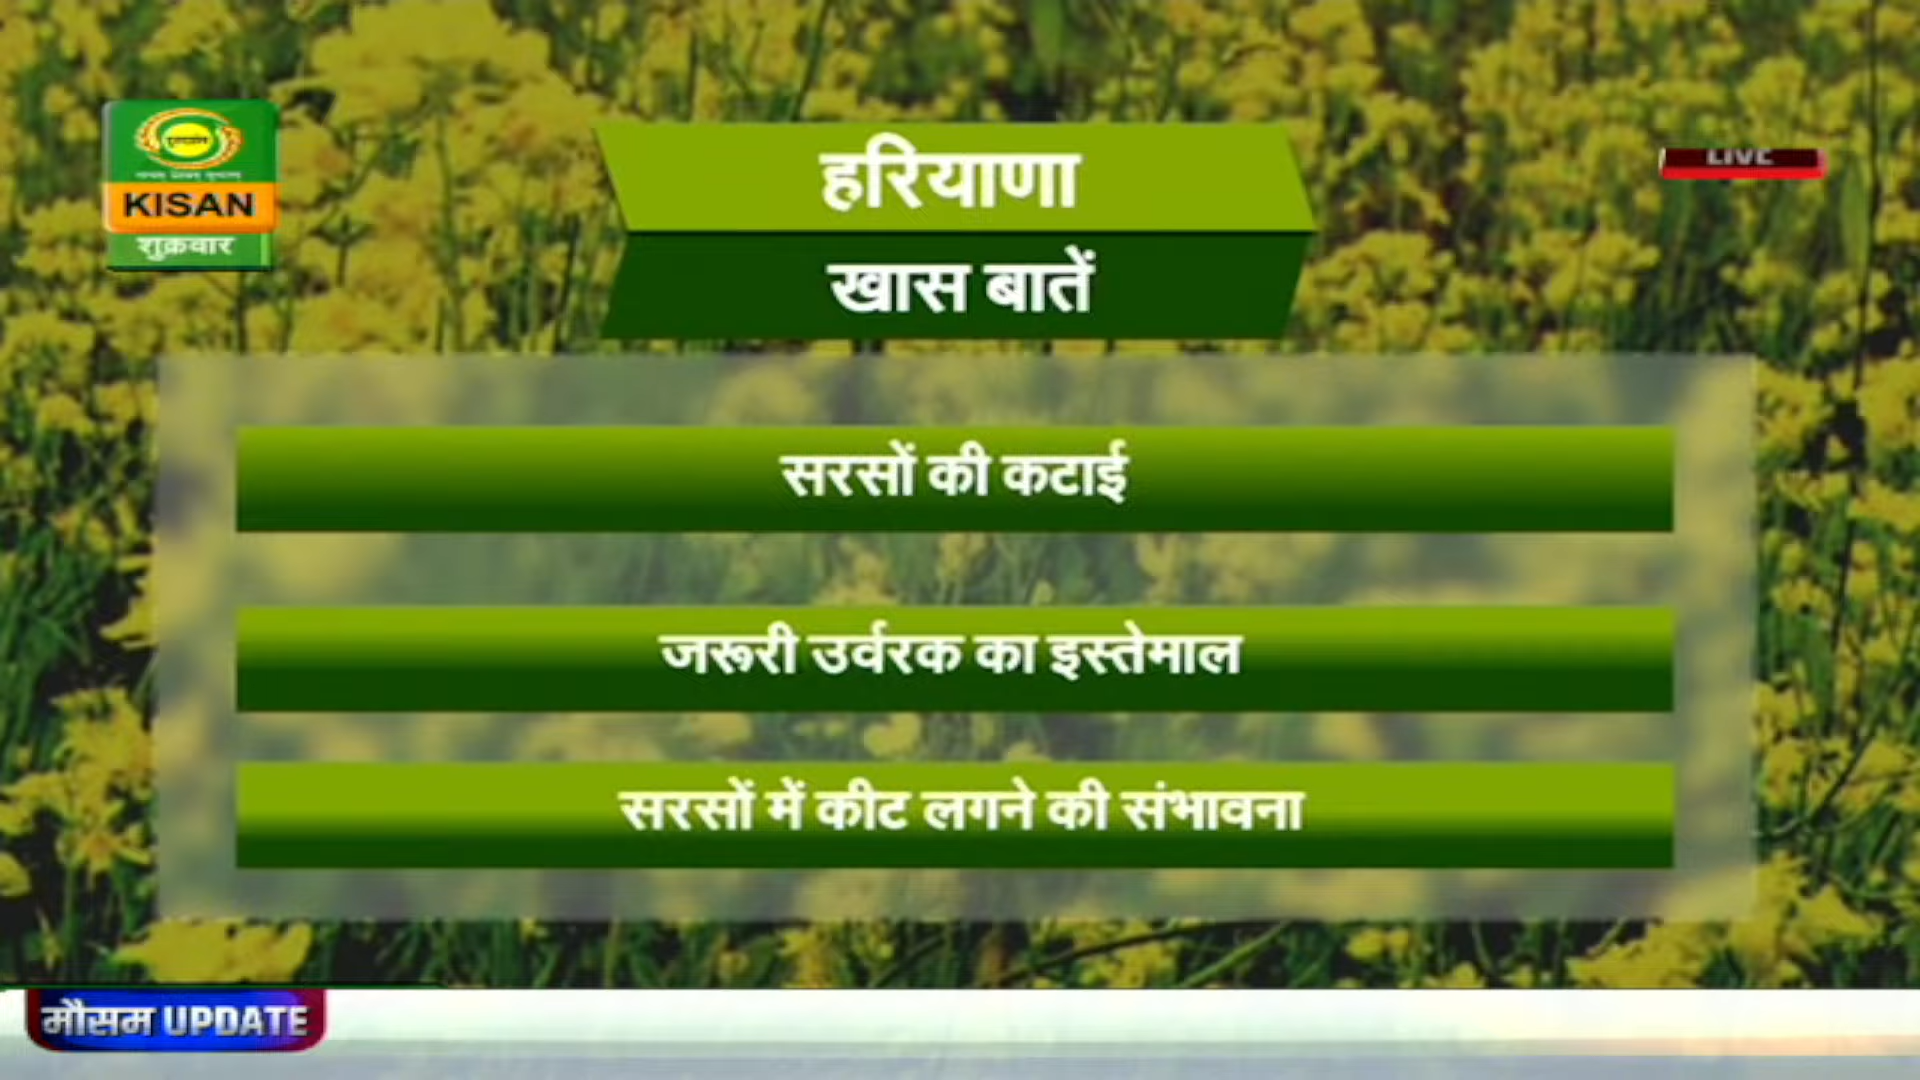 हरियाणा
LIVE
KISAN
शुक्रवार
खास बातें
सरसों की कटाई
जरूरी उर्वरक का इस्तेमाल
सरसों में कीट लगने की संभावना
मौसम UPDATE